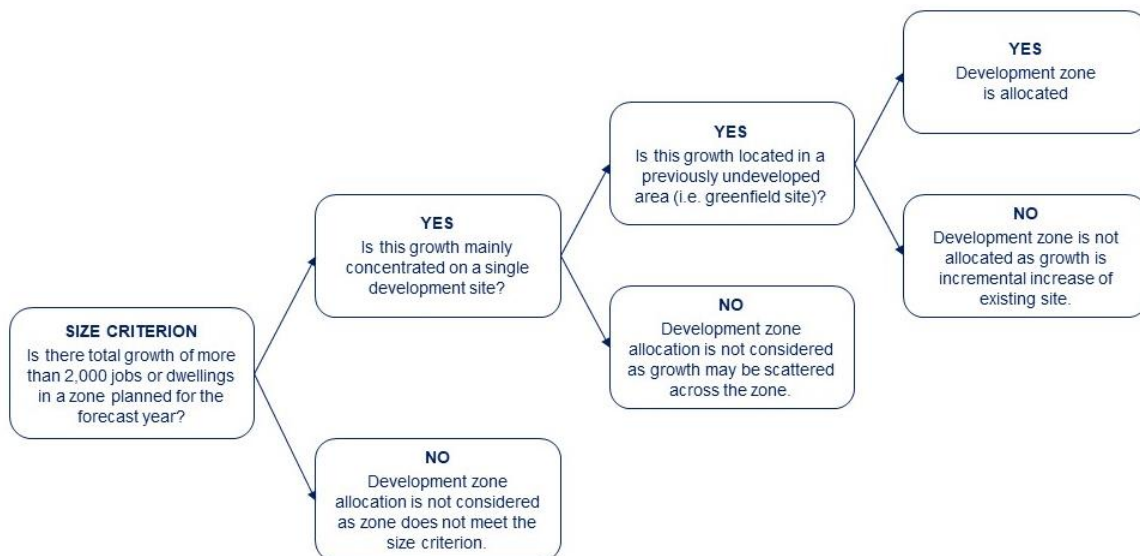 SIZE CRITERION
Is there total growth of more
than 2,000 jobs or dwellings
in a zone planned for the
forecast year?
YES
Is this growth mainly
concentrated on a single
development site?
NO
Development zone
allocation is not considered
as zone does not meet the
size criterion.
YES
Is this growth located in a
previously undeveloped
area (i.e. greenfield site)?
NO
Development zone
allocation is not considered
as growth may be scattered
across the zone.
YES
Development zone
is allocated
NO
Development zone is not
allocated as growth is
incremental increase of
existing site.